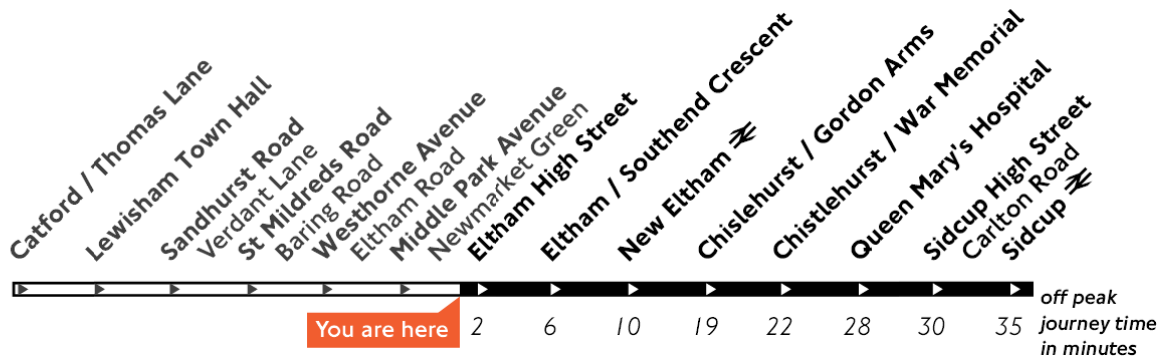 Catford / Thomas Lane
Lewisham Town Hall
Sandhurst Road
Verdant Lane
St Mildreds Road
Baring Road
Westhorne Avenue
Eltham Road
Middle Park Avenue
Newmarket Green
Eltham High Street
Eltham / Southend Crescent
New Eltham
Chislehurst / Gordon Arms
Chistlehurst / War Memorial
Queen Mary's Hospital
Sidcup High Street
Carlton Road
Sidcup
You are here
2 6 10 19 22 28 30 35
off peak
journey time
in minutes